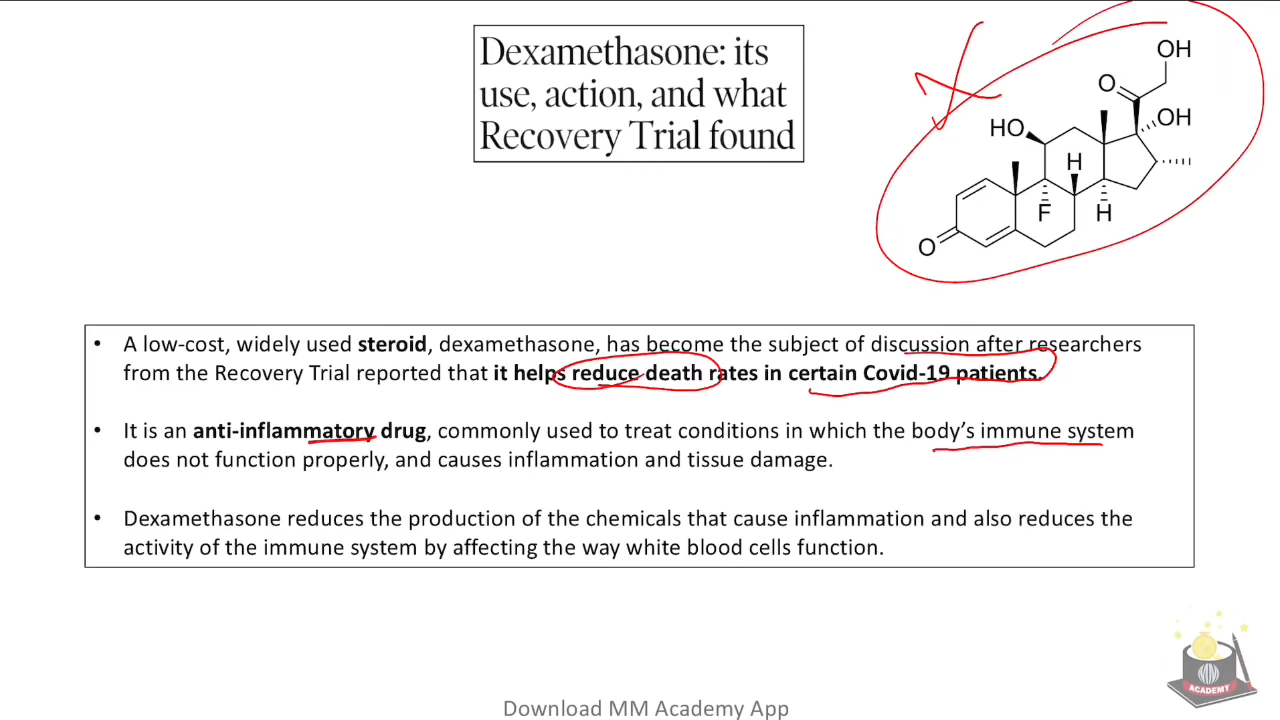 Dexamethasone: its
use, action, and what
Recovery Trial found
OH
O
OH
HO
H
F
H
O
• A low-cost, widely used steroid, dexamethasone, has become the subject of discussion after researchers
from the Recovery Trial reported that it helps reduce death rates in certain Covid-19 patients.
• It is an anti-inflammatory drug, commonly used to treat conditions in which the body’s immune system
does not function properly, and causes inflammation and tissue damage.
• Dexamethasone reduces the production of the chemicals that cause inflammation and also reduces the
activity of the immune system by affecting the way white blood cells function.
ACADEMY
Download MM Academy App